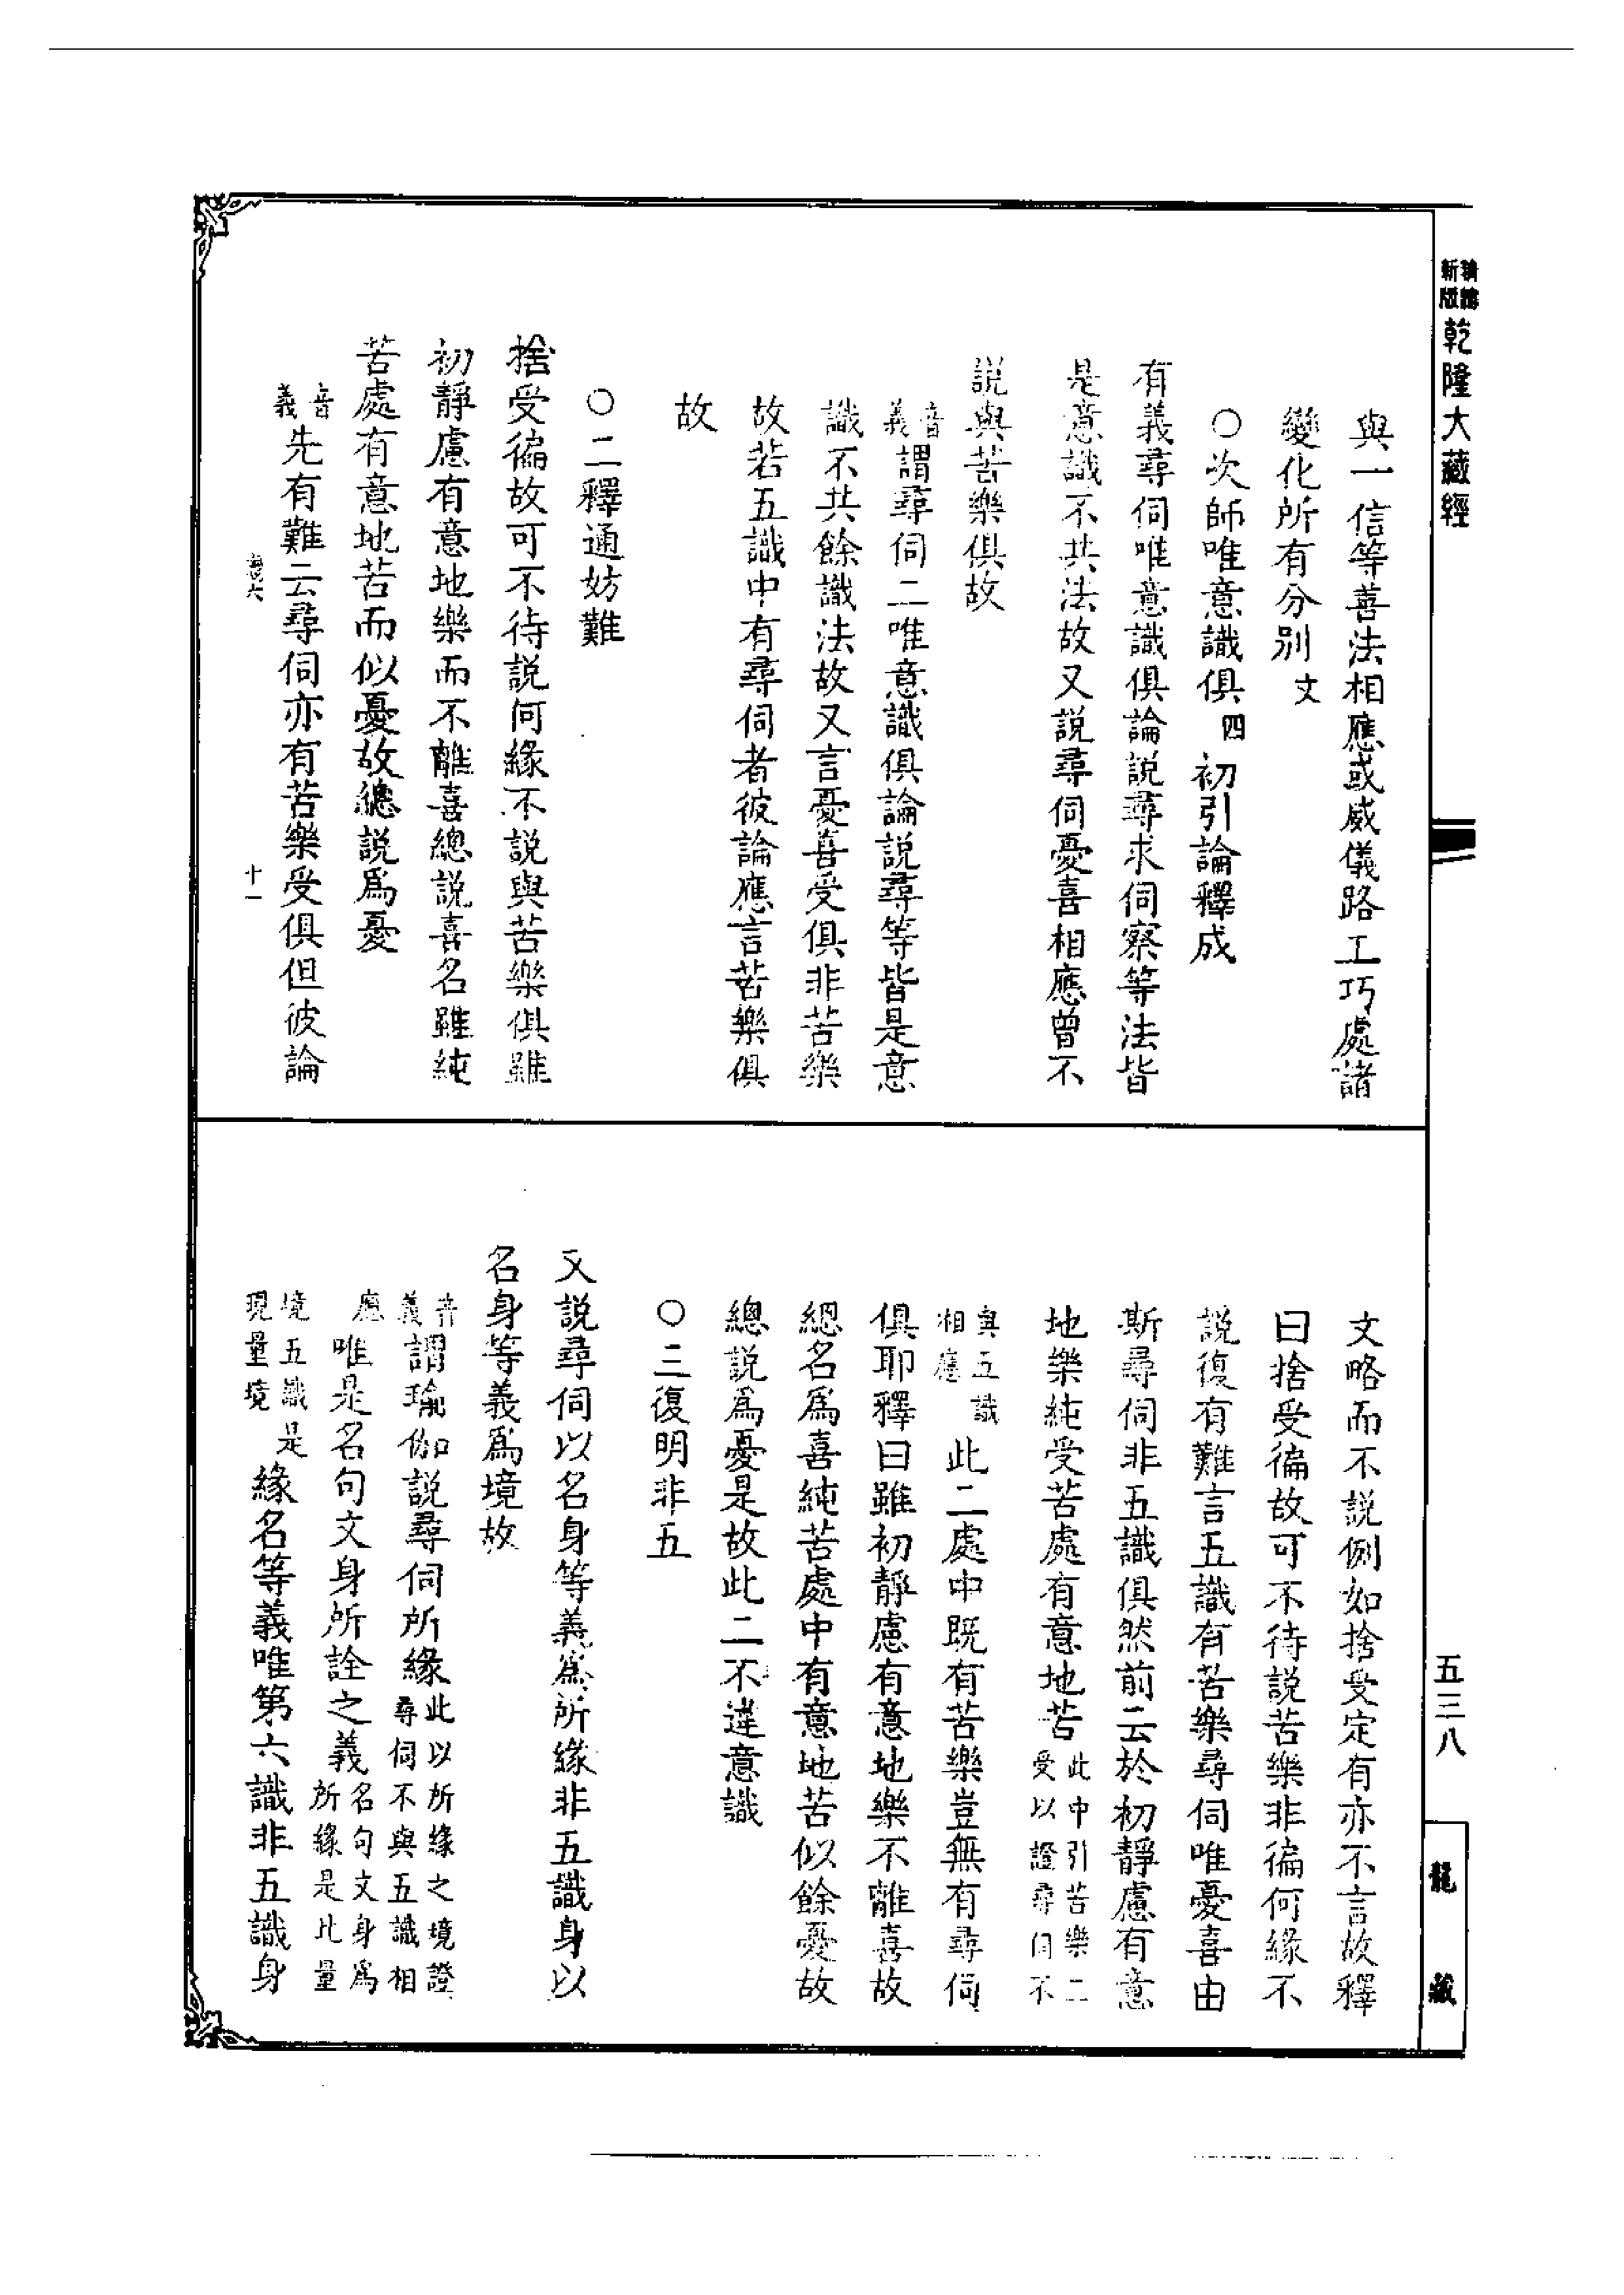 新版 乾隆大藏經
與一信等善法相應或威儀路工巧處諸
變化所有分別文
○次師唯意識俱四 初引論釋成
有義尋伺唯意識俱論説尋求伺察等法皆
是意識不共法故又説尋伺憂喜相應曾不
説與苦樂俱故
音義謂尋伺二唯意識俱論説尋等皆是意
識不共餘識法故又言憂喜受俱非苦樂
故若五識中有尋伺者彼論應言苦樂俱
故
○二釋通妨難
捨受徧故可不待説何緣不説與苦樂俱雖
初靜慮有意地樂而不離喜總説喜名雖純
苦處有意地苦而似憂故總説爲憂
音義先有難云尋伺亦有苦樂受俱但彼論
十一
文略而不説例如捨受定有亦不言故釋
曰捨受徧故可不待説苦樂非徧何緣不
説復有難言五識有苦樂尋伺唯憂喜由
斯尋伺非五識俱然前云於初靜慮有意
地樂純受苦處有意地苦此中引苦樂二受以證尋伺不
與五識相應 此二處中既有苦樂豈無有尋伺
俱耶釋曰雖初靜慮有意地樂不離喜故
總名爲喜純苦處中有意地苦似餘憂故
總説爲憂是故此二不違意識
○三復明非五
又説尋伺以名身等義爲所緣非五識身以
名身等義爲境故
音義謂瑜伽説尋伺所緣此以所緣之境證尋伺不與五識相
應唯是名句文身所詮之義名句文身爲所緣是比量
境五識是現量境緣名等義唯第六識非五識身
五三八
龍藏